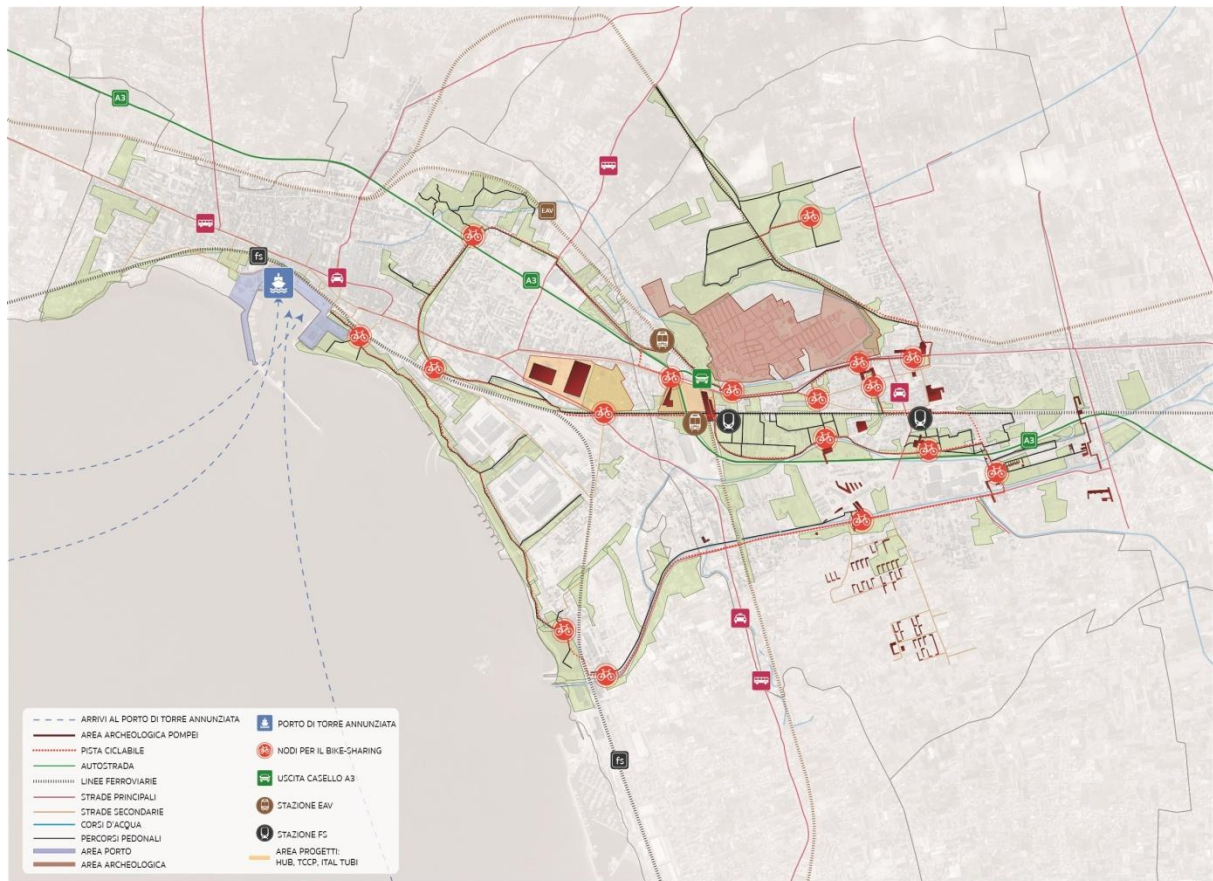 A3
EAV
fs
A3
A3
fs
ARRIVI AL PORTO DI TORRE ANNUNZIATA
AREA ARCHEOLOGICA POMPEI
PISTA CICLABILE
AUTOSTRADA
LINEE FERROVIARIE
STRADE PRINCIPALI
STRADE SECONDARIE
CORSI D'ACQUA
PERCORSI PEDONALI
AREA PORTO
AREA ARCHEOLOGICA
PORTO DI TORRE ANNUNZIATA
NODI PER IL BIKE-SHARING
USCITA CASELLO A3
STAZIONE EAV
STAZIONE FS
AREA PROGETTI:
HUB, TCCP, ITAL TUBI